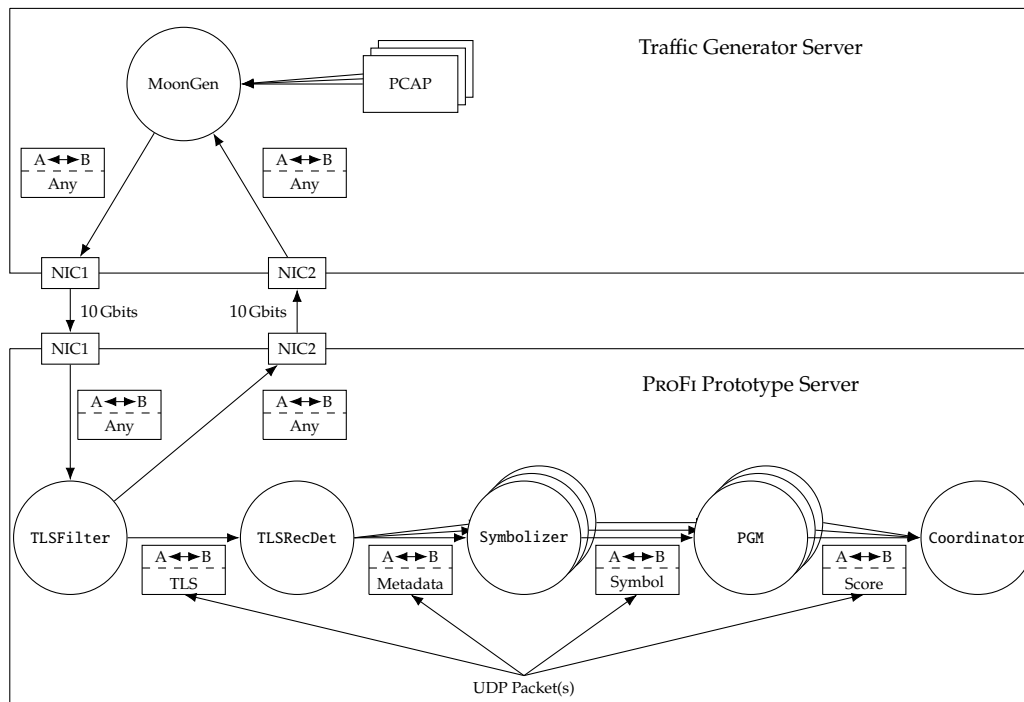 Traffic Generator Server
MoonGen
PCAP
A B
Any
A B
Any
NIC1
NIC2
10 Gbits
10 Gbits
NIC1
NIC2
PROFI Prototype Server
A B
Any
A B
Any
TLSFilter
TLSRecDet
Symbolizer
PGM
Coordinator
A B
TLS
A B
Metadata
A B
Symbol
A B
Score
UDP Packet(s)